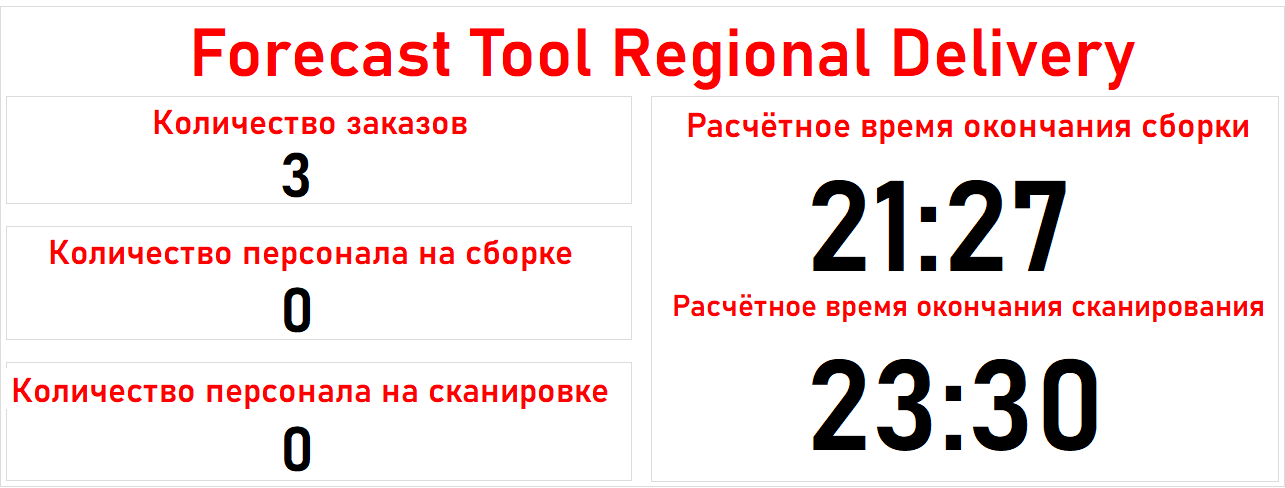 Forecast Tool Regional Delivery
Количество заказов
3
Количество персонала на сборке
0
Количество персонала на сканировке
0
Расчётное время окончания сборки
21:27
Расчётное время окончания сканирования
23:30